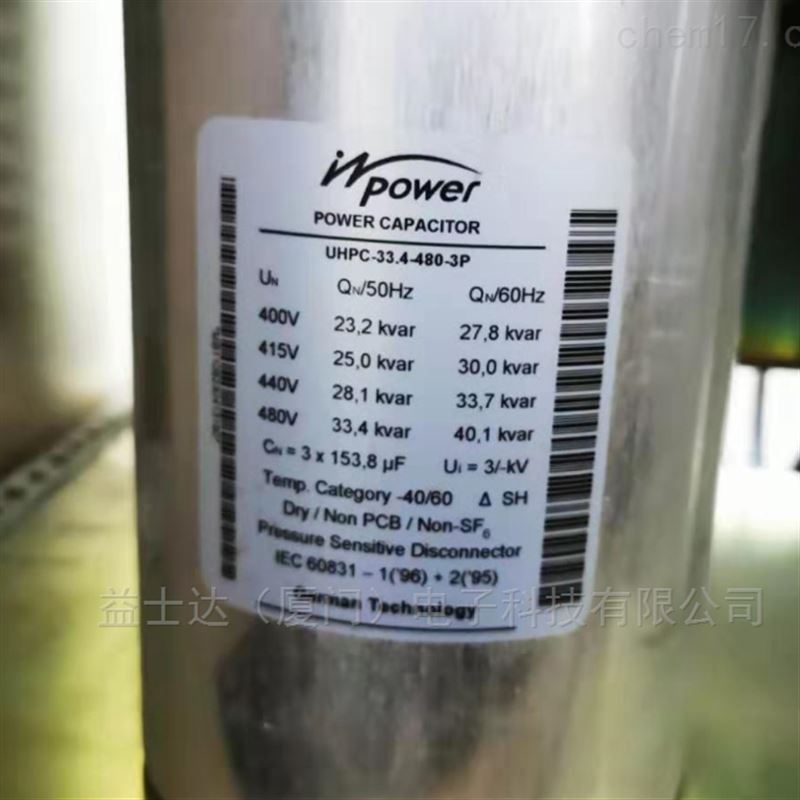 chem17.com
inpower
POWER CAPACITOR
UHPC-33.4-480-3P
UN QN/50Hz QN/60Hz
400V 23,2 kvar 27,8 kvar
415V 25,0 kvar 30,0 kvar
440V 28,1 kvar 33,7 kvar
480V 33,4 kvar 40,1 kvar
CN = 3 x 153,8 µF Ui = 3/-kV
Temp. Category -40/60 Δ SH
Dry / Non PCB / Non-SF6
Pressure Sensitive Disconnector
IEC 60831 – 1('96) + 2('95)
German Technology
益士达（厦门）电子科技有限公司